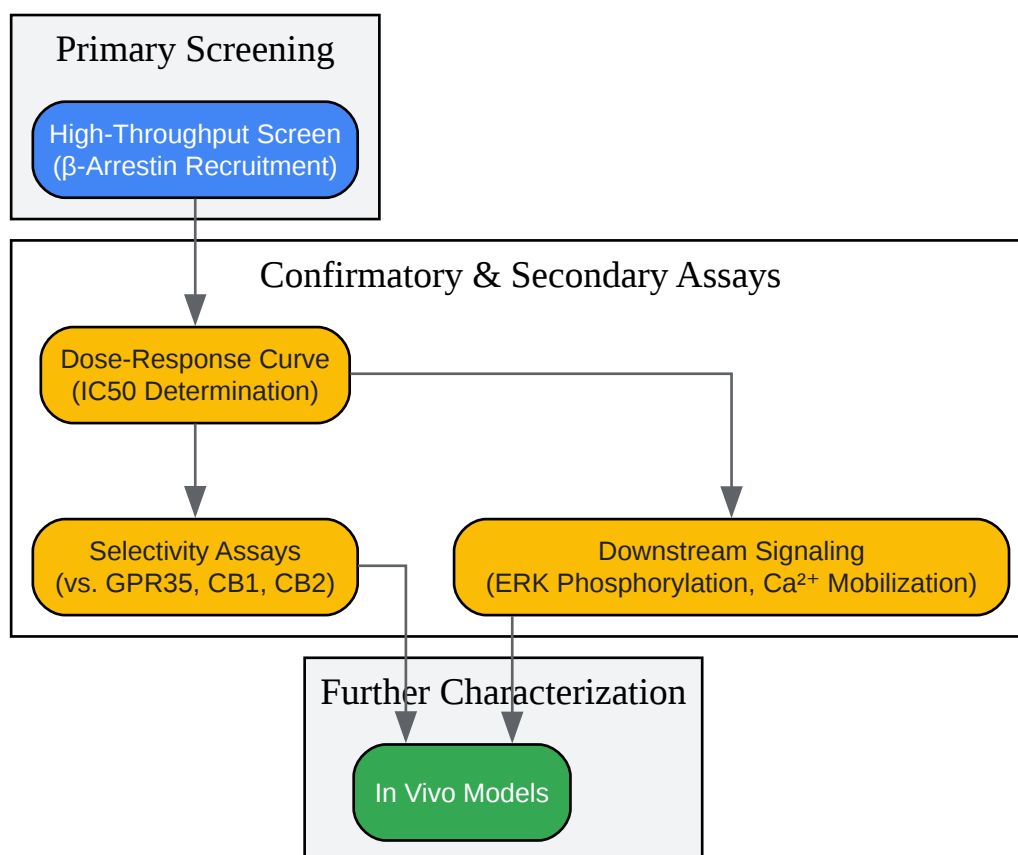 Primary Screening
High-Throughput Screen
(β-Arrestin Recruitment)
Confirmatory & Secondary Assays
Dose-Response Curve
(IC50 Determination)
Selectivity Assays
(vs. GPR35, CB1, CB2)
Downstream Signaling
(ERK Phosphorylation, Ca²⁺ Mobilization)
Further Characterization
In Vivo Models